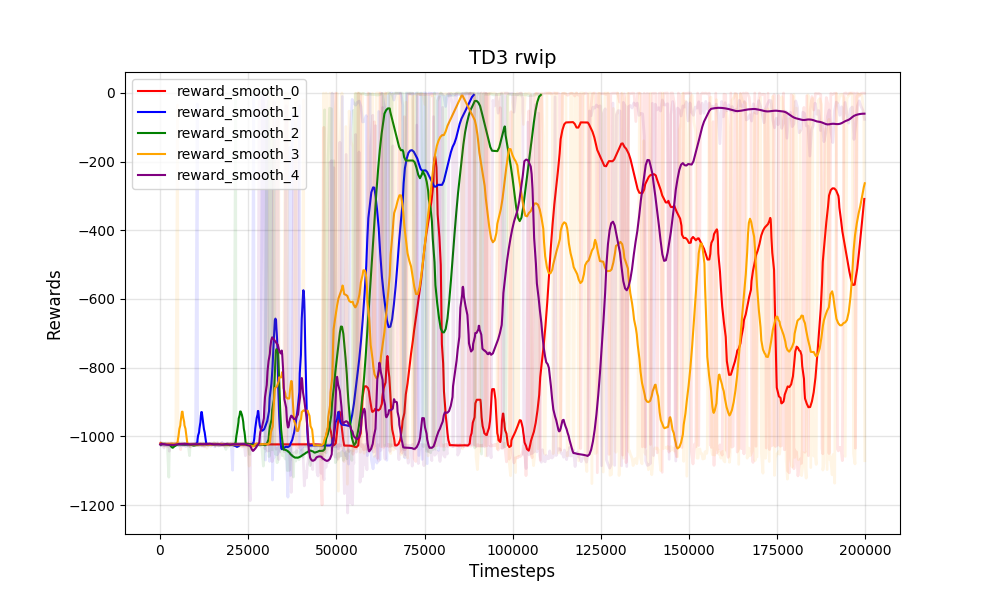 TD3 rwip
reward_smooth_0
reward_smooth_1
reward_smooth_2
reward_smooth_3
reward_smooth_4
Rewards
0
−200
−400
−600
−800
−1000
−1200
0 25000 50000 75000 100000 125000 150000 175000 200000
Timesteps